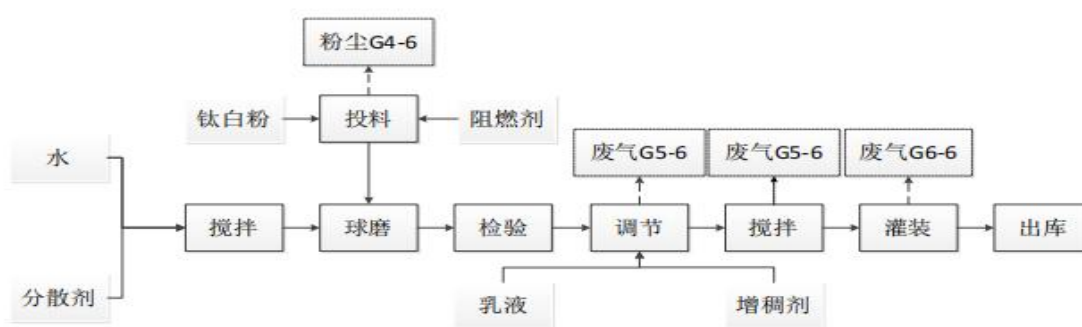 粉尘G4-6
钛白粉
投料
阻燃剂
水
废气G5-6
废气G5-6
废气G6-6
搅拌
球磨
检验
调节
搅拌
灌装
出库
分散剂
乳液
增稠剂